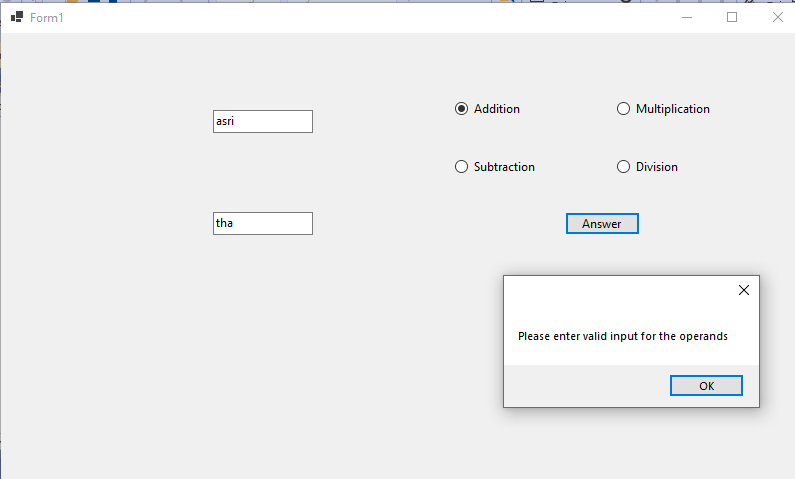 Form1
asri
Addition
Multiplication
Subtraction
Division
tha
Answer
Please enter valid input for the operands
OK